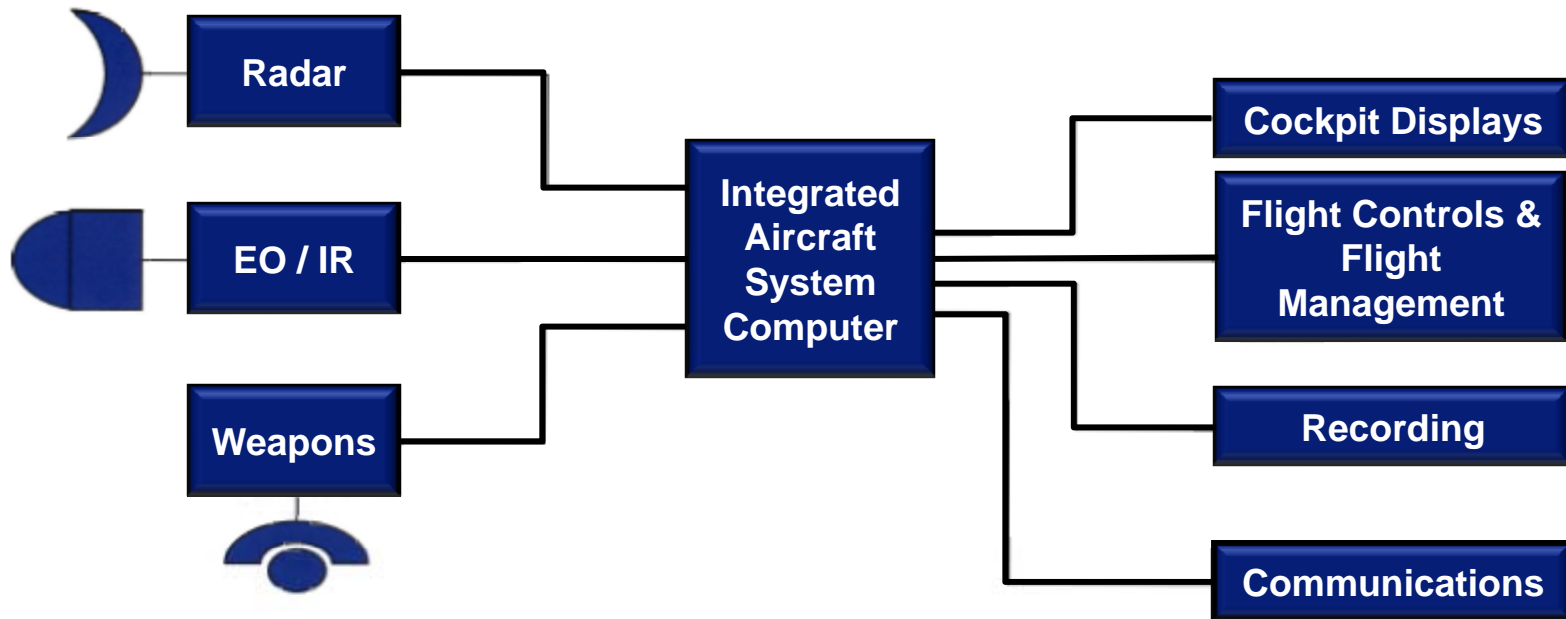 Radar
EO / IR
Weapons
Integrated
Aircraft
System
Computer
Cockpit Displays
Flight Controls &
Flight
Management
Recording
Communications